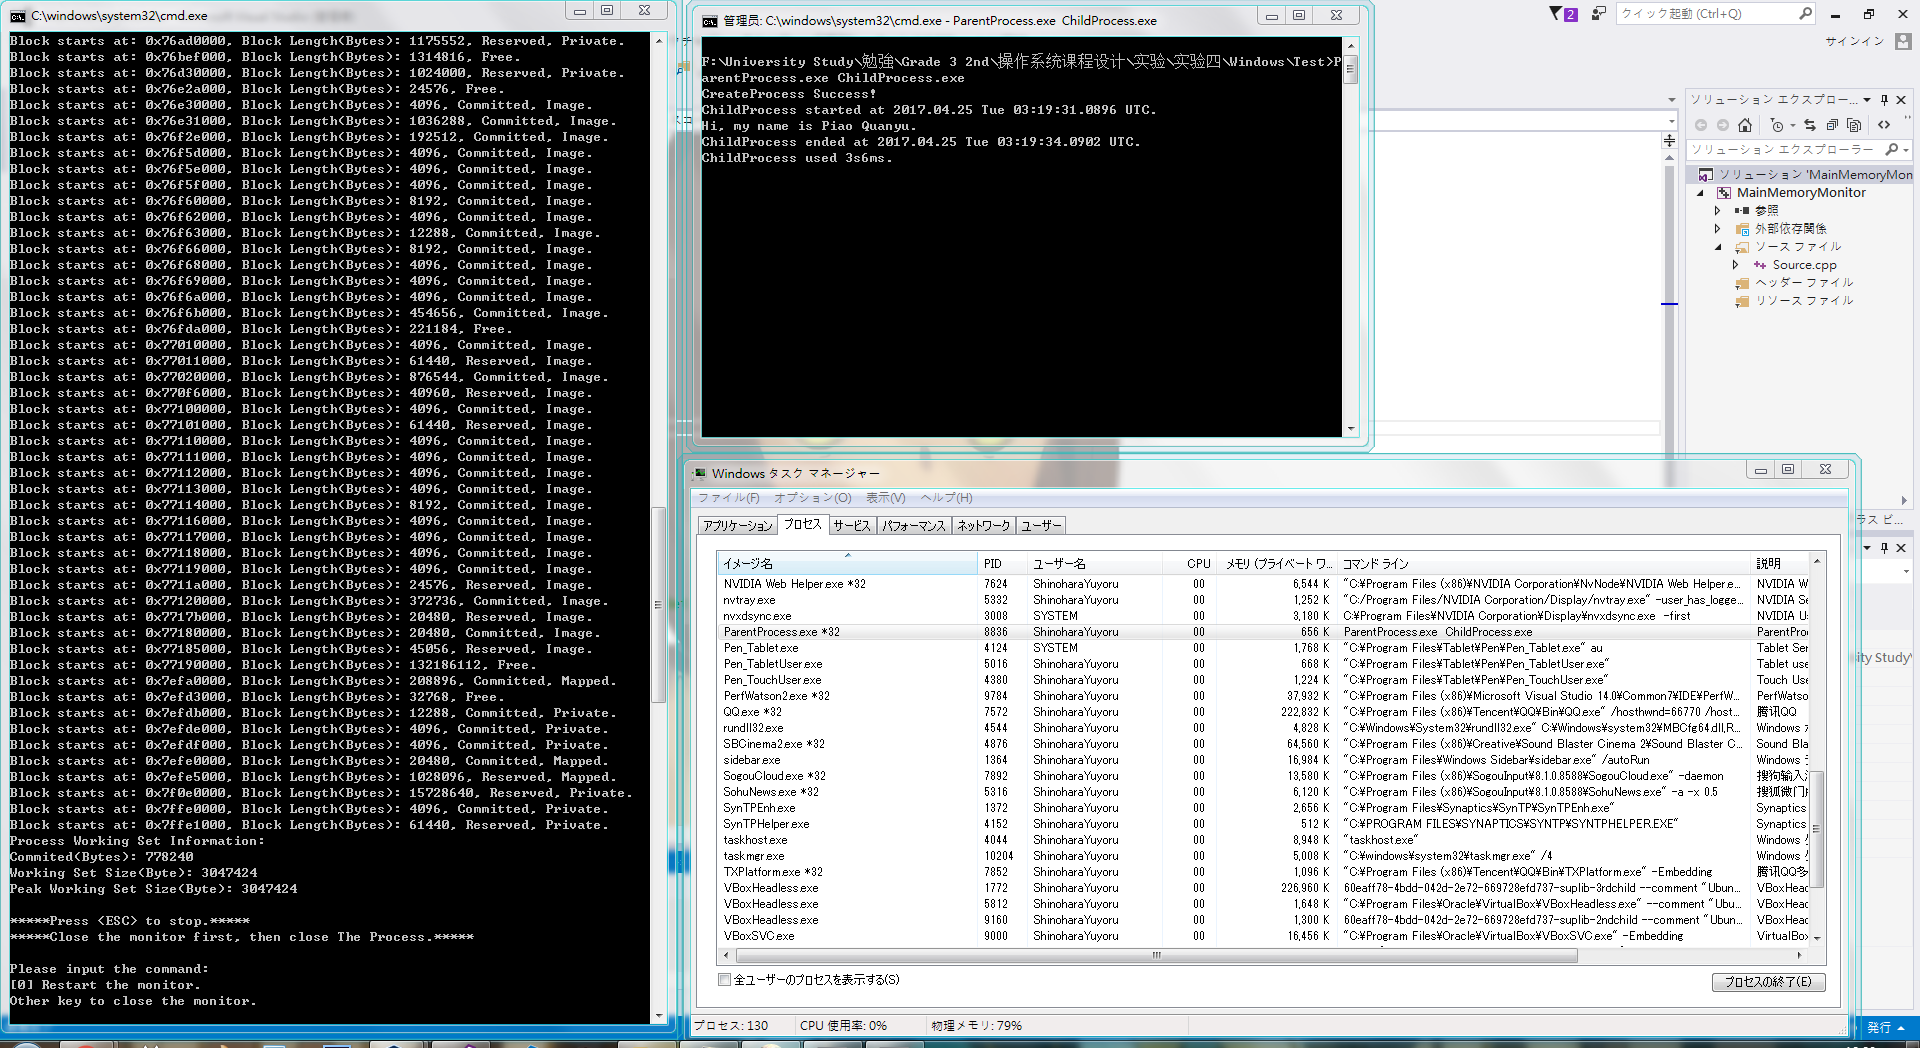 C:\windows\system32\cmd.exe
Block starts at: 0x76ad0000, Block Length(Bytes): 1175552, Reserved, Private.
Block starts at: 0x76bef000, Block Length(Bytes): 1314816, Free.
Block starts at: 0x76d30000, Block Length(Bytes): 1024000, Reserved, Private.
Block starts at: 0x76e2a000, Block Length(Bytes): 24576, Free.
Block starts at: 0x76e30000, Block Length(Bytes): 4096, Committed, Image.
Block starts at: 0x76e31000, Block Length(Bytes): 1036288, Committed, Image.
Block starts at: 0x76f2e000, Block Length(Bytes): 192512, Committed, Image.
Block starts at: 0x76f5d000, Block Length(Bytes): 4096, Committed, Image.
Block starts at: 0x76f5e000, Block Length(Bytes): 4096, Committed, Image.
Block starts at: 0x76f5f000, Block Length(Bytes): 4096, Committed, Image.
Block starts at: 0x76f60000, Block Length(Bytes): 8192, Committed, Image.
Block starts at: 0x76f62000, Block Length(Bytes): 4096, Committed, Image.
Block starts at: 0x76f63000, Block Length(Bytes): 12288, Committed, Image.
Block starts at: 0x76f66000, Block Length(Bytes): 8192, Committed, Image.
Block starts at: 0x76f68000, Block Length(Bytes): 4096, Committed, Image.
Block starts at: 0x76f69000, Block Length(Bytes): 4096, Committed, Image.
Block starts at: 0x76f6a000, Block Length(Bytes): 4096, Committed, Image.
Block starts at: 0x76f6b000, Block Length(Bytes): 454656, Committed, Image.
Block starts at: 0x76fda000, Block Length(Bytes): 221184, Free.
Block starts at: 0x77010000, Block Length(Bytes): 4096, Committed, Image.
Block starts at: 0x77011000, Block Length(Bytes): 61440, Reserved, Image.
Block starts at: 0x77020000, Block Length(Bytes): 876544, Committed, Image.
Block starts at: 0x770f6000, Block Length(Bytes): 40960, Reserved, Image.
Block starts at: 0x77100000, Block Length(Bytes): 4096, Committed, Image.
Block starts at: 0x77101000, Block Length(Bytes): 61440, Reserved, Image.
Block starts at: 0x77110000, Block Length(Bytes): 4096, Committed, Image.
Block starts at: 0x77111000, Block Length(Bytes): 4096, Committed, Image.
Block starts at: 0x77112000, Block Length(Bytes): 4096, Committed, Image.
Block starts at: 0x77113000, Block Length(Bytes): 4096, Committed, Image.
Block starts at: 0x77114000, Block Length(Bytes): 8192, Committed, Image.
Block starts at: 0x77116000, Block Length(Bytes): 4096, Committed, Image.
Block starts at: 0x77117000, Block Length(Bytes): 4096, Committed, Image.
Block starts at: 0x77118000, Block Length(Bytes): 4096, Committed, Image.
Block starts at: 0x77119000, Block Length(Bytes): 4096, Committed, Image.
Block starts at: 0x7711a000, Block Length(Bytes): 24576, Reserved, Image.
Block starts at: 0x77120000, Block Length(Bytes): 372736, Committed, Image.
Block starts at: 0x7717b000, Block Length(Bytes): 20480, Reserved, Image.
Block starts at: 0x77180000, Block Length(Bytes): 20480, Committed, Image.
Block starts at: 0x77185000, Block Length(Bytes): 45056, Reserved, Image.
Block starts at: 0x77190000, Block Length(Bytes): 132186112, Free.
Block starts at: 0x7efa0000, Block Length(Bytes): 208896, Committed, Mapped.
Block starts at: 0x7efd3000, Block Length(Bytes): 32768, Free.
Block starts at: 0x7efdb000, Block Length(Bytes): 12288, Committed, Private.
Block starts at: 0x7efde000, Block Length(Bytes): 4096, Committed, Private.
Block starts at: 0x7efdf000, Block Length(Bytes): 4096, Committed, Private.
Block starts at: 0x7efe0000, Block Length(Bytes): 20480, Committed, Mapped.
Block starts at: 0x7efe5000, Block Length(Bytes): 1028096, Reserved, Mapped.
Block starts at: 0x7f0e0000, Block Length(Bytes): 15728640, Reserved, Private.
Block starts at: 0x7ffe0000, Block Length(Bytes): 4096, Committed, Private.
Block starts at: 0x7ffe1000, Block Length(Bytes): 61440, Reserved, Private.
Process Working Set Information:
Commited(Bytes): 778240
Working Set Size(Byte): 3047424
Peak Working Set Size(Byte): 3047424
*****Press <ESC> to stop.*****
*****Close the monitor first, then close The Process.*****
Please input the command:
[0] Restart the monitor.
Other key to close the monitor.
管理员: C:\windows\system32\cmd.exe - ParentProcess.exe ChildProcess.exe
F:\University Study\勉強\Grade 3 2nd\操作系统课程设计\实验\实验四\Windows\Test>P
arentProcess.exe ChildProcess.exe
CreateProcess Success!
ChildProcess started at 2017.04.25 Tue 03:19:31.0896 UTC.
Hi, my name is Piao Quanyu.
ChildProcess ended at 2017.04.25 Tue 03:19:34.0902 UTC.
ChildProcess used 3s6ms.
2
クイック起動 (Ctrl+Q)
サインイン
ソリューション エクスプロー...
ソリューション エクスプローラー
ソリューション 'MainMemoryMon
MainMemoryMonitor
参照
外部依存関係
ソース ファイル
Source.cpp
ヘッダー ファイル
リソース ファイル
ラス ビ...
ity Study\
発行
Windows タスク マネージャー
ファイル(F) オプション(O) 表示(V) ヘルプ(H)
アプリケーション プロセス サービス パフォーマンス ネットワーク ユーザー
イメージ名 PID ユーザー名 CPU メモリ (プライベート ワ... コマンド ライン 説明
NVIDIA Web Helper.exe *32 7624 ShinoharaYuyoru 00 6,544 K "C:¥Program Files (x86)¥NVIDIA Corporation¥NvNode¥NVIDIA Web Helper.e... NVIDIA W
nvtray.exe 5332 ShinoharaYuyoru 00 1,252 K "C:/Program Files/NVIDIA Corporation/Display/nvtray.exe" -user_has_logge... NVIDIA Se
nvxdsync.exe 3008 SYSTEM 00 3,180 K C:¥Program Files¥NVIDIA Corporation¥Display¥nvxdsync.exe -first NVIDIA U
ParentProcess.exe *32 8836 ShinoharaYuyoru 00 656 K ParentProcess.exe ChildProcess.exe ParentPro
Pen_Tablet.exe 4124 SYSTEM 00 1,768 K "C:¥Program Files¥Tablet¥Pen¥Pen_Tablet.exe" au Tablet Ser
Pen_TabletUser.exe 5016 ShinoharaYuyoru 00 668 K "C:¥Program Files¥Tablet¥Pen¥Pen_TabletUser.exe" Tablet use
Pen_TouchUser.exe 4380 ShinoharaYuyoru 00 1,224 K "C:¥Program Files¥Tablet¥Pen¥Pen_TouchUser.exe" Touch Use
PerfWatson2.exe *32 9784 ShinoharaYuyoru 00 37,932 K "C:¥Program Files (x86)¥Microsoft Visual Studio 14.0¥Common7¥IDE¥PerfW... PerfWatso
QQ.exe *32 7572 ShinoharaYuyoru 00 222,832 K "C:¥Program Files (x86)¥Tencent¥QQ¥Bin¥QQ.exe" /hosthwnd=66770 /host... 腾讯QQ
rundll32.exe 4544 ShinoharaYuyoru 00 4,828 K "C:¥Windows¥System32¥rundll32.exe" C:¥Windows¥system32¥MBCfg64.dll,R... Windows
SBCinema2.exe *32 4876 ShinoharaYuyoru 00 64,560 K "C:¥Program Files (x86)¥Creative¥Sound Blaster Cinema 2¥Sound Blaster C... Sound Bla
sidebar.exe 1364 ShinoharaYuyoru 00 16,984 K "C:¥Program Files¥Windows Sidebar¥sidebar.exe" /autoRun Windows
SogouCloud.exe *32 7892 ShinoharaYuyoru 00 13,580 K "C:¥Program Files (x86)¥SogouInput¥8.1.0.8588¥SogouCloud.exe" -daemon 搜狗输入
SohuNews.exe *32 5316 ShinoharaYuyoru 00 6,120 K "C:¥Program Files (x86)¥SogouInput¥8.1.0.8588¥SohuNews.exe" -a -x 0.5 搜狐微门
SynTPEnh.exe 1372 ShinoharaYuyoru 00 2,656 K "C:¥Program Files¥Synaptics¥SynTP¥SynTPEnh.exe" Synaptics
SynTPHelper.exe 4152 ShinoharaYuyoru 00 512 K "C:¥PROGRAM FILES¥SYNAPTICS¥SYNTP¥SYNTPHELPER.EXE" Synaptics
taskhost.exe 4044 ShinoharaYuyoru 00 8,948 K "taskhost.exe" Windows
taskmgr.exe 10204 ShinoharaYuyoru 00 5,008 K "C:¥windows¥system32¥taskmgr.exe" /4 Windows
TXPlatform.exe *32 7852 ShinoharaYuyoru 00 1,096 K "C:¥Program Files (x86)¥Tencent¥QQ¥Bin¥TXPlatform.exe" -Embedding 腾讯QQ多
VBoxHeadless.exe 1772 ShinoharaYuyoru 00 226,960 K 60eaff78-4bdd-042d-2e72-669728efd737-suplib-3rdchild --comment "Ubun... VBoxHead
VBoxHeadless.exe 5812 ShinoharaYuyoru 00 1,648 K "C:¥Program Files¥Oracle¥VirtualBox¥VBoxHeadless.exe" --comment "Ubun... VBoxHead
VBoxHeadless.exe 9160 ShinoharaYuyoru 00 1,300 K 60eaff78-4bdd-042d-2e72-669728efd737-suplib-2ndchild --comment "Ubun... VBoxHead
VBoxSVC.exe 9000 ShinoharaYuyoru 00 16,456 K "C:¥Program Files¥Oracle¥VirtualBox¥VBoxSVC.exe" -Embedding VirtualBox
全ユーザーのプロセスを表示する(S)
プロセスの終了(E)
プロセス: 130 CPU 使用率: 0% 物理メモリ: 79%